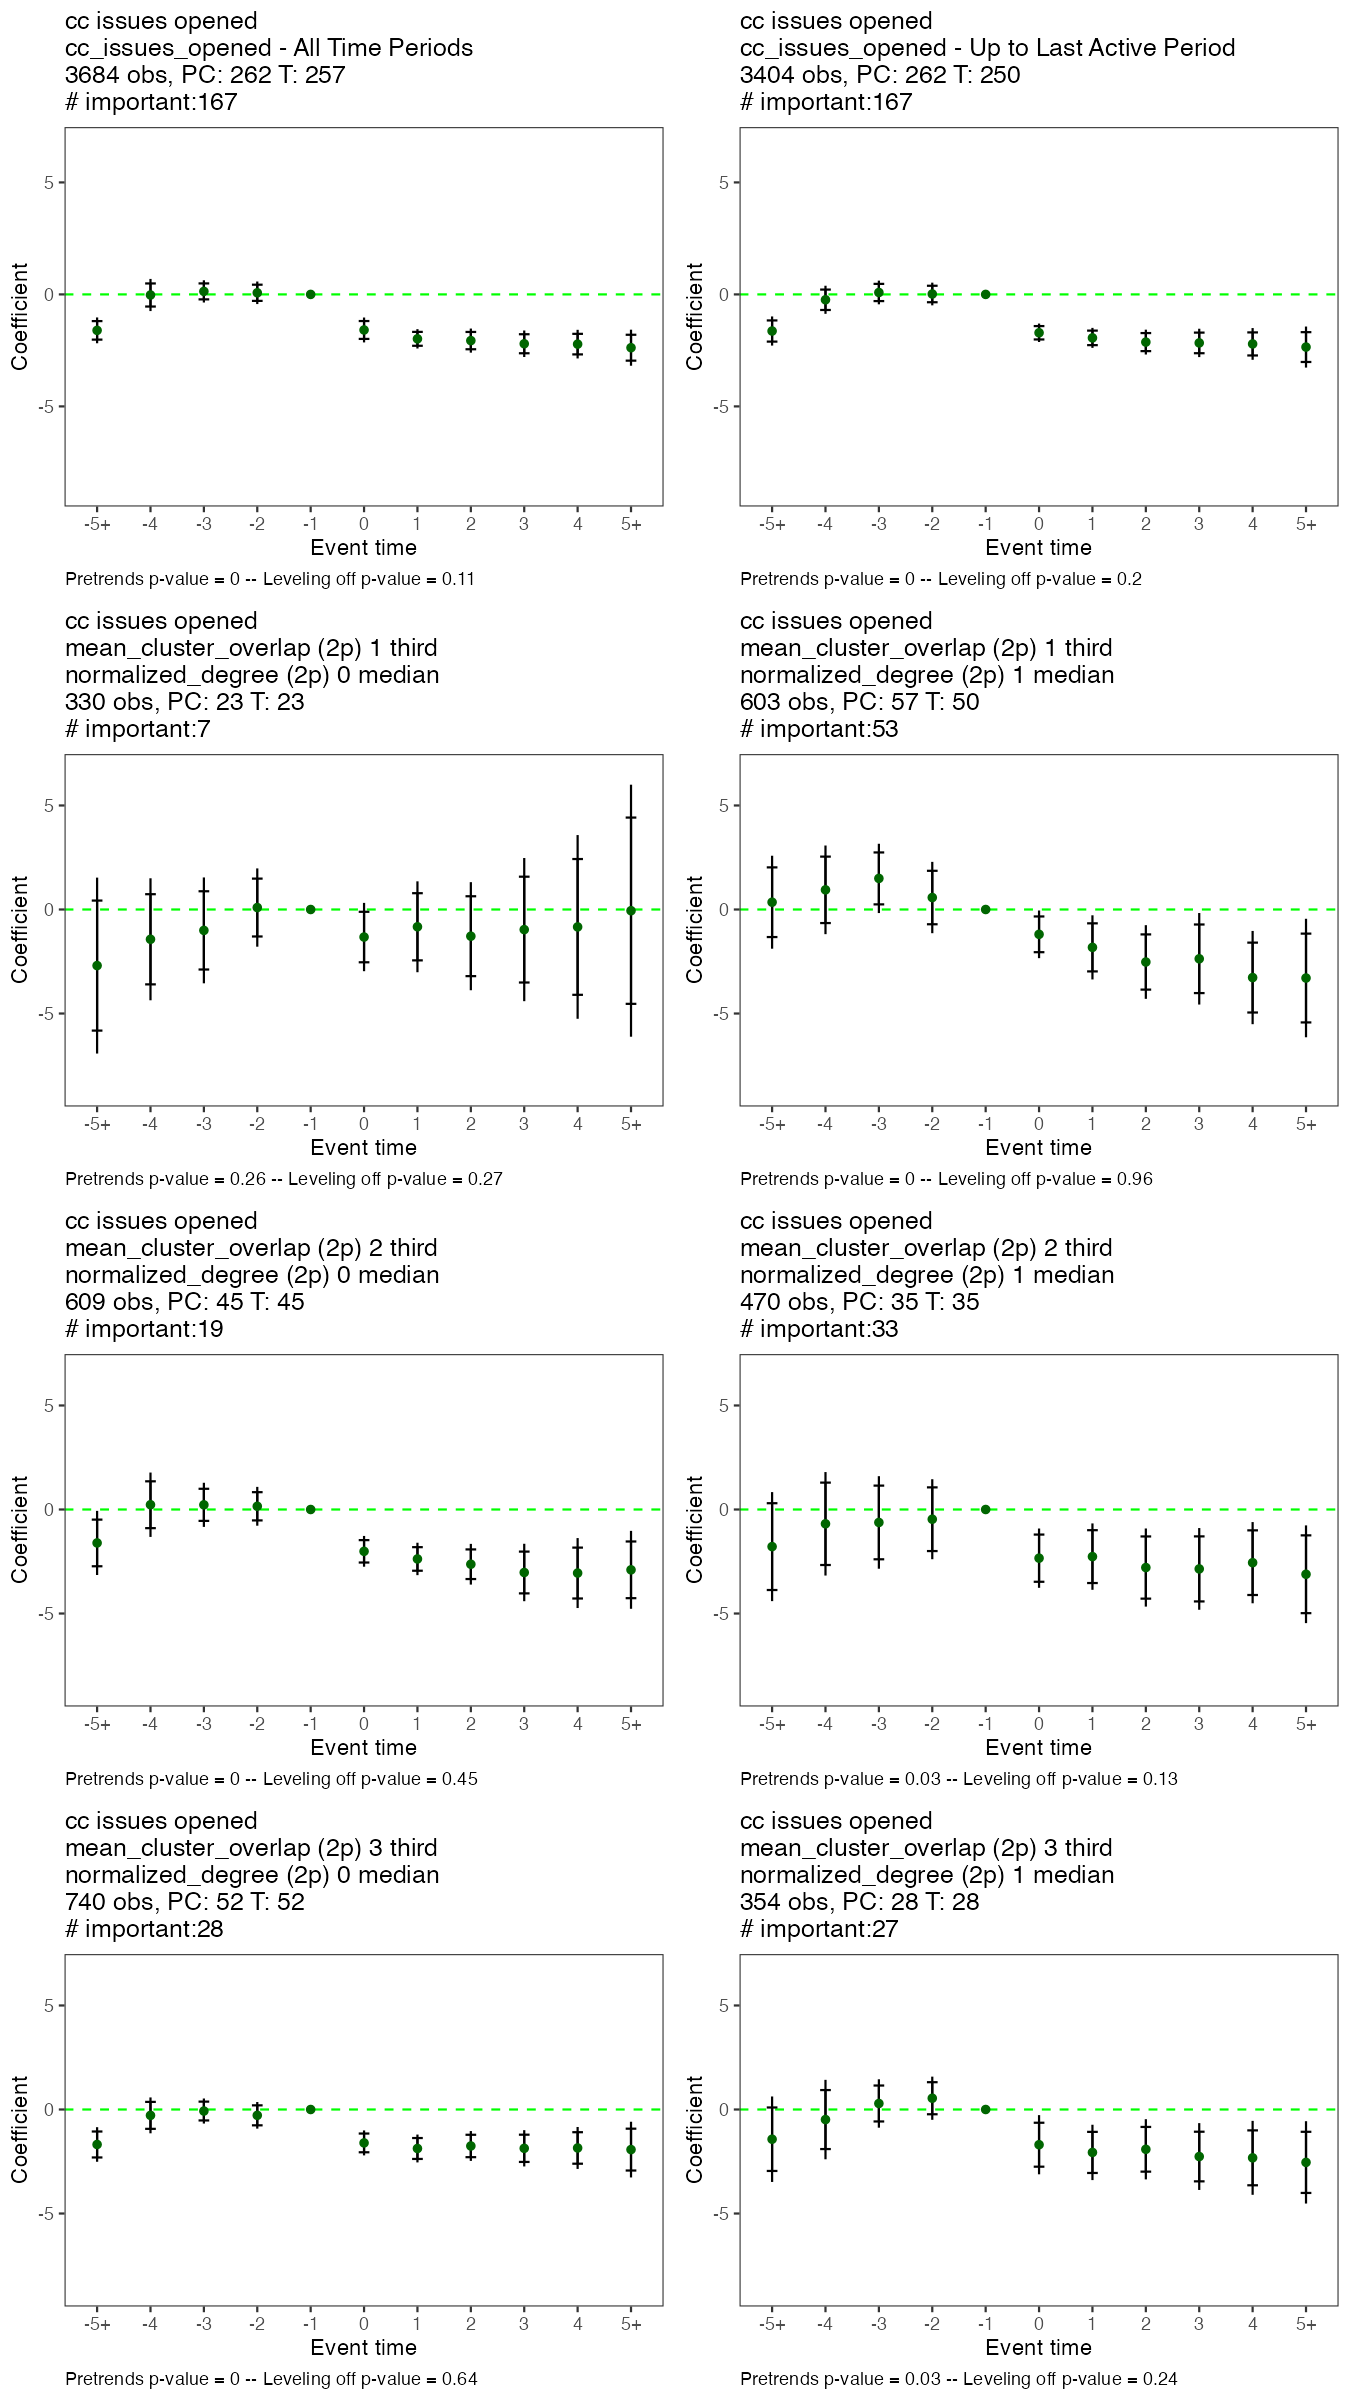 cc issues opened
cc_issues_opened - All Time Periods
3684 obs, PC: 262 T: 257
# important:167
5
0
-5
Coefficient
-5+ -4 -3 -2 -1 0 1 2 3 4 5+
Event time
Pretrends p-value = 0 -- Leveling off p-value = 0.11
cc issues opened
cc_issues_opened - Up to Last Active Period
3404 obs, PC: 262 T: 250
# important:167
5
0
-5
Coefficient
-5+ -4 -3 -2 -1 0 1 2 3 4 5+
Event time
Pretrends p-value = 0 -- Leveling off p-value = 0.2
cc issues opened
mean_cluster_overlap (2p) 1 third
normalized_degree (2p) 0 median
330 obs, PC: 23 T: 23
# important:7
5
0
-5
Coefficient
-5+ -4 -3 -2 -1 0 1 2 3 4 5+
Event time
Pretrends p-value = 0.26 -- Leveling off p-value = 0.27
cc issues opened
mean_cluster_overlap (2p) 1 third
normalized_degree (2p) 1 median
603 obs, PC: 57 T: 50
# important:53
5
0
-5
Coefficient
-5+ -4 -3 -2 -1 0 1 2 3 4 5+
Event time
Pretrends p-value = 0 -- Leveling off p-value = 0.96
cc issues opened
mean_cluster_overlap (2p) 2 third
normalized_degree (2p) 0 median
609 obs, PC: 45 T: 45
# important:19
5
0
-5
Coefficient
-5+ -4 -3 -2 -1 0 1 2 3 4 5+
Event time
Pretrends p-value = 0 -- Leveling off p-value = 0.45
cc issues opened
mean_cluster_overlap (2p) 2 third
normalized_degree (2p) 1 median
470 obs, PC: 35 T: 35
# important:33
5
0
-5
Coefficient
-5+ -4 -3 -2 -1 0 1 2 3 4 5+
Event time
Pretrends p-value = 0.03 -- Leveling off p-value = 0.13
cc issues opened
mean_cluster_overlap (2p) 3 third
normalized_degree (2p) 0 median
740 obs, PC: 52 T: 52
# important:28
5
0
-5
Coefficient
-5+ -4 -3 -2 -1 0 1 2 3 4 5+
Event time
Pretrends p-value = 0 -- Leveling off p-value = 0.64
cc issues opened
mean_cluster_overlap (2p) 3 third
normalized_degree (2p) 1 median
354 obs, PC: 28 T: 28
# important:27
5
0
-5
Coefficient
-5+ -4 -3 -2 -1 0 1 2 3 4 5+
Event time
Pretrends p-value = 0.03 -- Leveling off p-value = 0.24